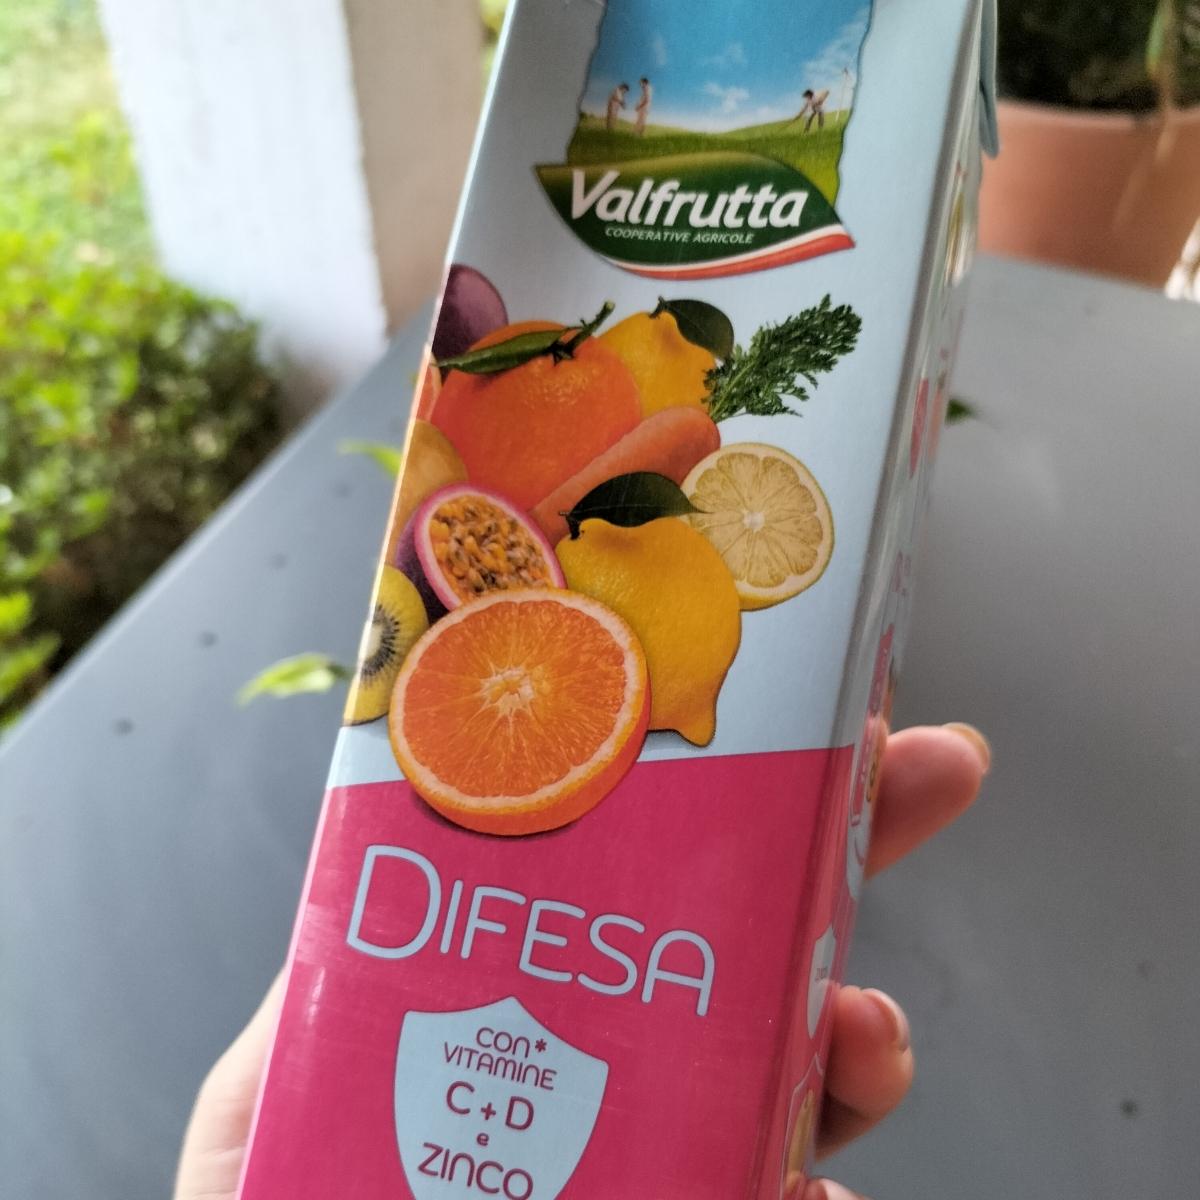 Valfrutta
COOPERATIVE AGRICOLE
DIFESA
CON*
VITAMINE
C+D
e
ZINCO